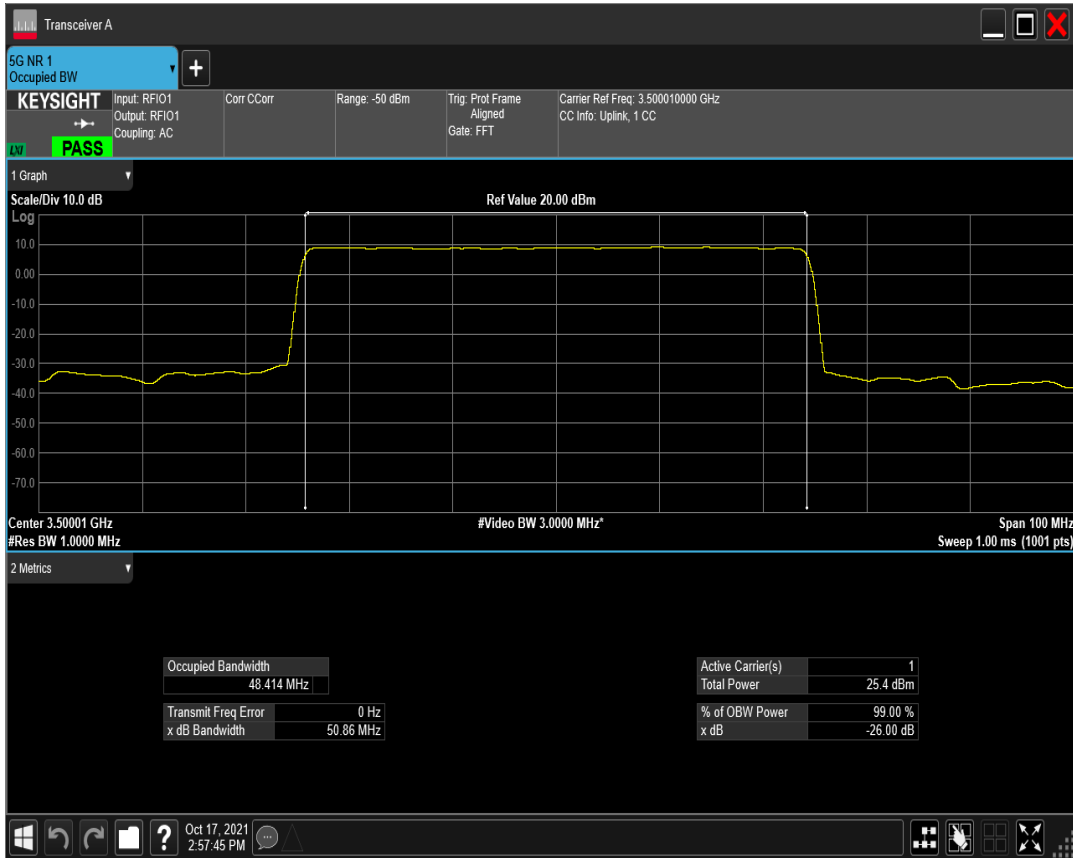 Transceiver A
5G NR 1
Occupied BW
KEYSIGHT
LXI
PASS
Input: RFIO1
Output: RFIO1
Coupling: AC
Corr CCorr
Range: -50 dBm
Trig: Prot Frame
Aligned
Gate: FFT
Carrier Ref Freq: 3.500010000 GHz
CC Info: Uplink, 1 CC
1 Graph
Scale/Div 10.0 dB
Ref Value 20.00 dBm
Log
10.0
0.00
-10.0
-20.0
-30.0
-40.0
-50.0
-60.0
-70.0
Center 3.50001 GHz
#Video BW 3.0000 MHz*
Span 100 MHz
#Res BW 1.0000 MHz
Sweep 1.00 ms (1001 pts)
2 Metrics
Occupied Bandwidth
48.414 MHz
Transmit Freq Error 0 Hz
x dB Bandwidth 50.86 MHz
Active Carrier(s) 1
Total Power 25.4 dBm
% of OBW Power 99.00 %
x dB -26.00 dB
Oct 17, 2021
2:57:45 PM